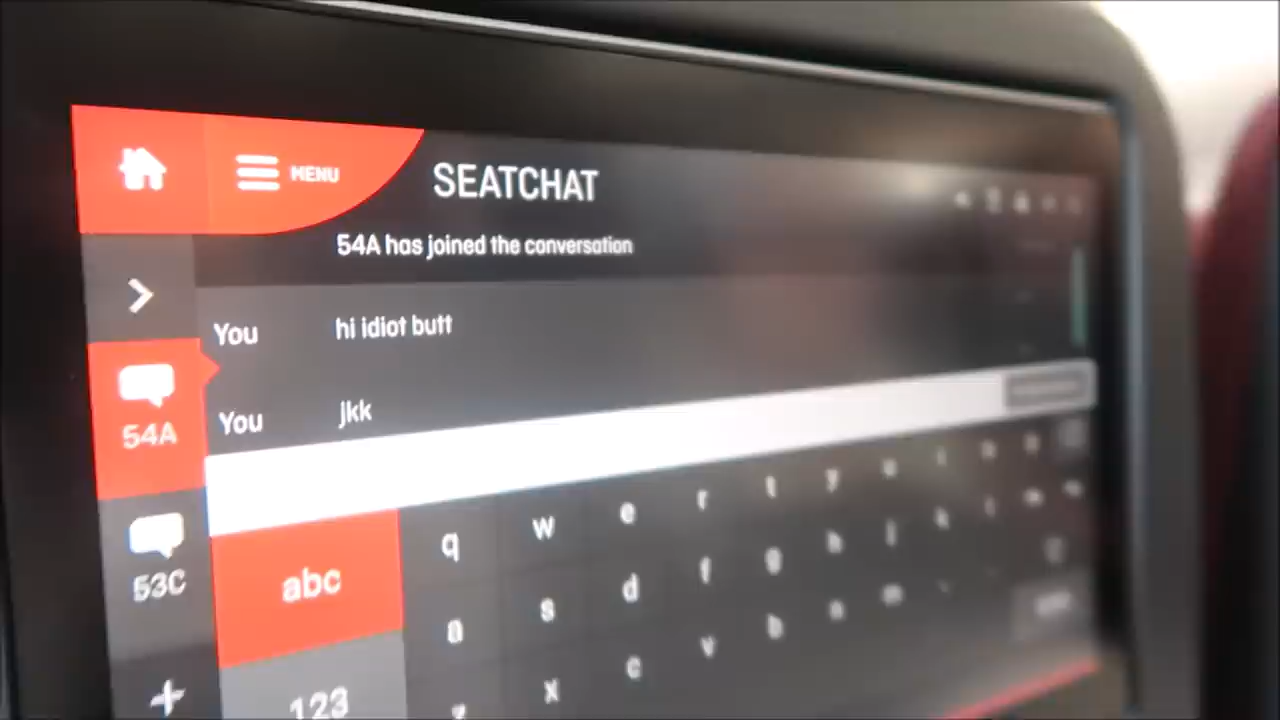 MENU
SEATCHAT
54A has joined the conversation
You hi idiot butt
You jkk
54A
53C
abc
q w e r t y u i
a s d f g h j k l
z x c v b n m
123